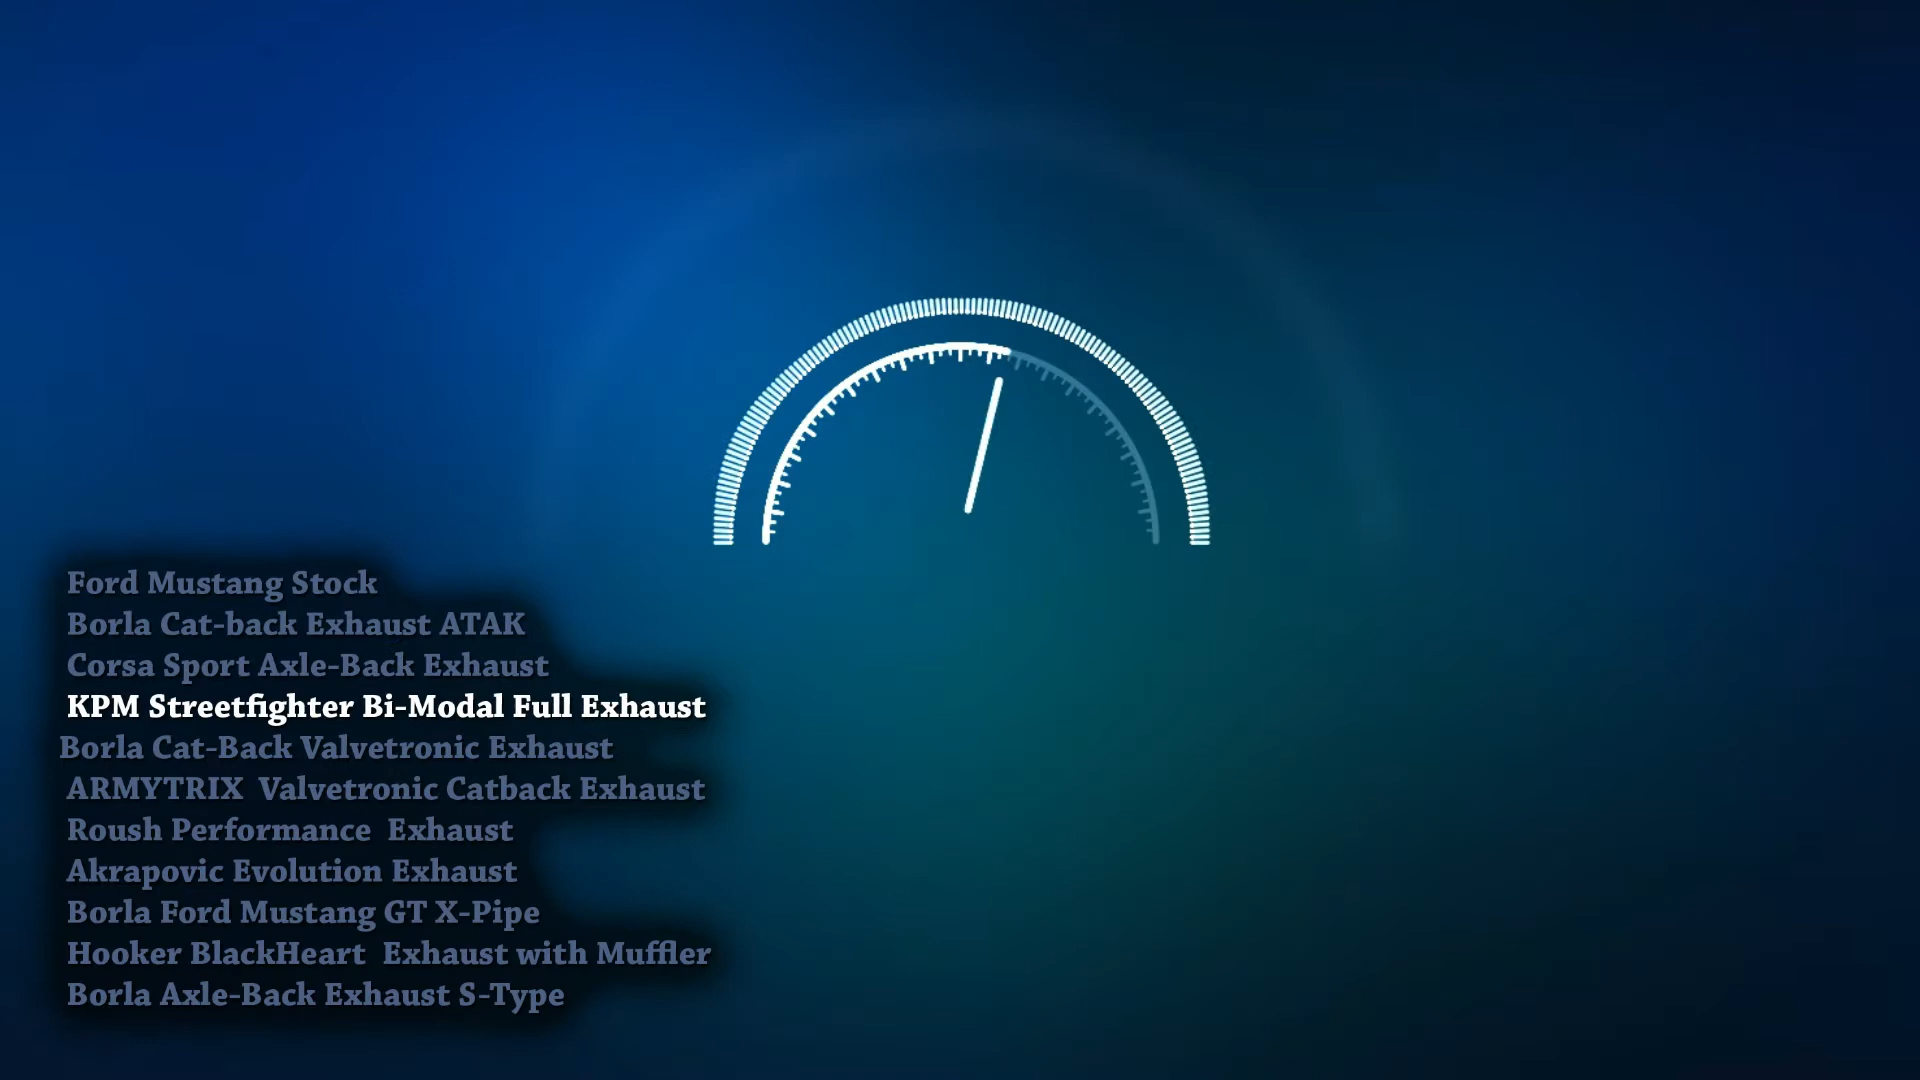 Ford Mustang Stock
Borla Cat-back Exhaust ATAK
Corsa Sport Axle-Back Exhaust
KPM Streetfighter Bi-Modal Full Exhaust
Borla Cat-Back Valvetronic Exhaust
ARMYTRIX  Valvetronic Catback Exhaust
Roush Performance  Exhaust
Akrapovic Evolution Exhaust
Borla Ford Mustang GT X-Pipe
Hooker BlackHeart  Exhaust with Muffler
Borla Axle-Back Exhaust S-Type